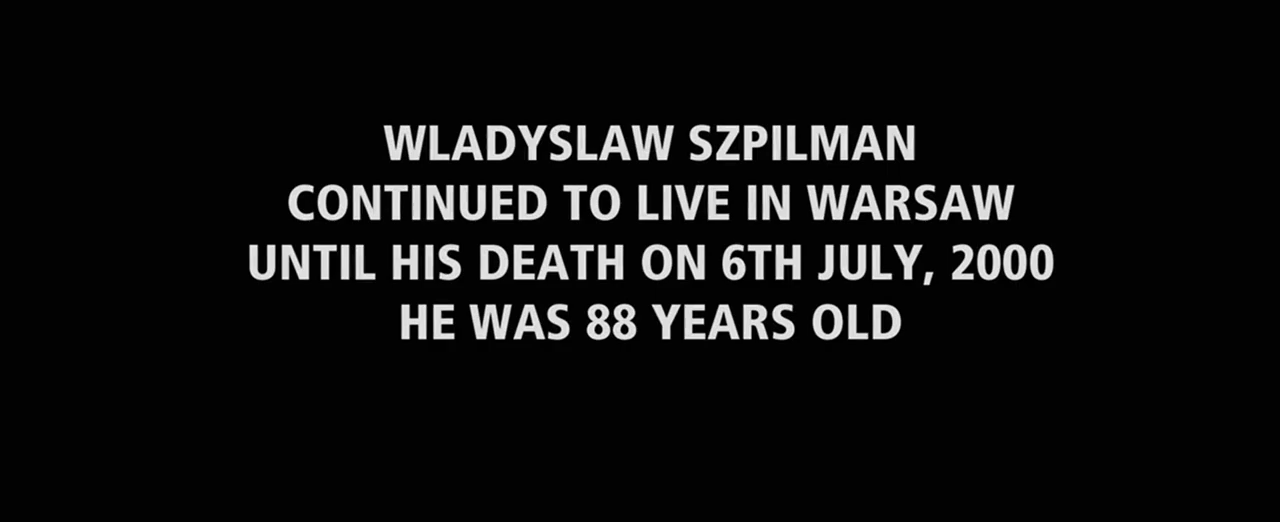 WLADYSLAW SZPILMAN
CONTINUED TO LIVE IN WARSAW
UNTIL HIS DEATH ON 6TH JULY, 2000
HE WAS 88 YEARS OLD